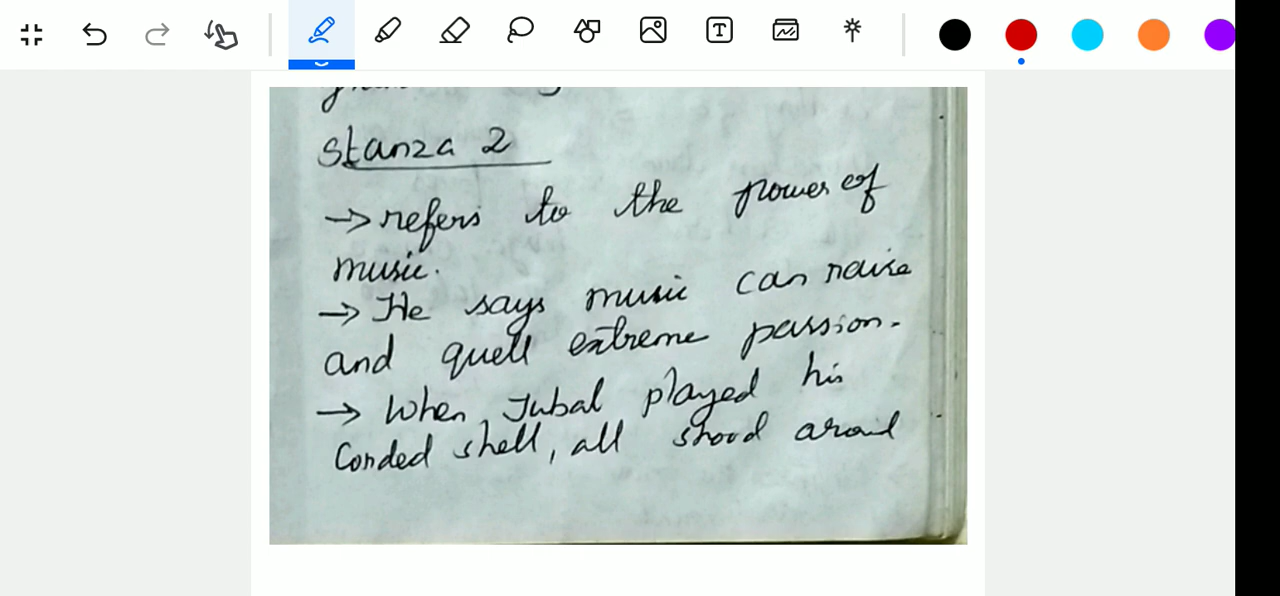 Stanza 2
→ refers to the power of
music.
→ He says music can raise
and quell extreme passion.
→ When Jubal played his
Corded shell, all stood around